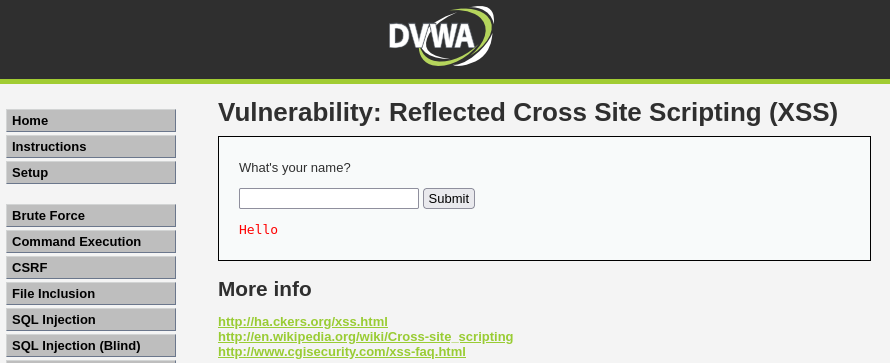 DVWA
Home
Instructions
Setup
Brute Force
Command Execution
CSRF
File Inclusion
SQL Injection
SQL Injection (Blind)
Vulnerability: Reflected Cross Site Scripting (XSS)
What's your name?
Submit
Hello
More info
http://ha.ckers.org/xss.html
http://en.wikipedia.org/wiki/Cross-site_scripting
http://www.cgisecurity.com/xss-faq.html